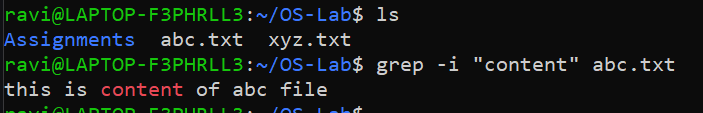 ravi@LAPTOP-F3PHRLL3:~/OS-Lab$ ls
Assignments  abc.txt  xyz.txt
ravi@LAPTOP-F3PHRLL3:~/OS-Lab$ grep -i "content" abc.txt
this is content of abc file